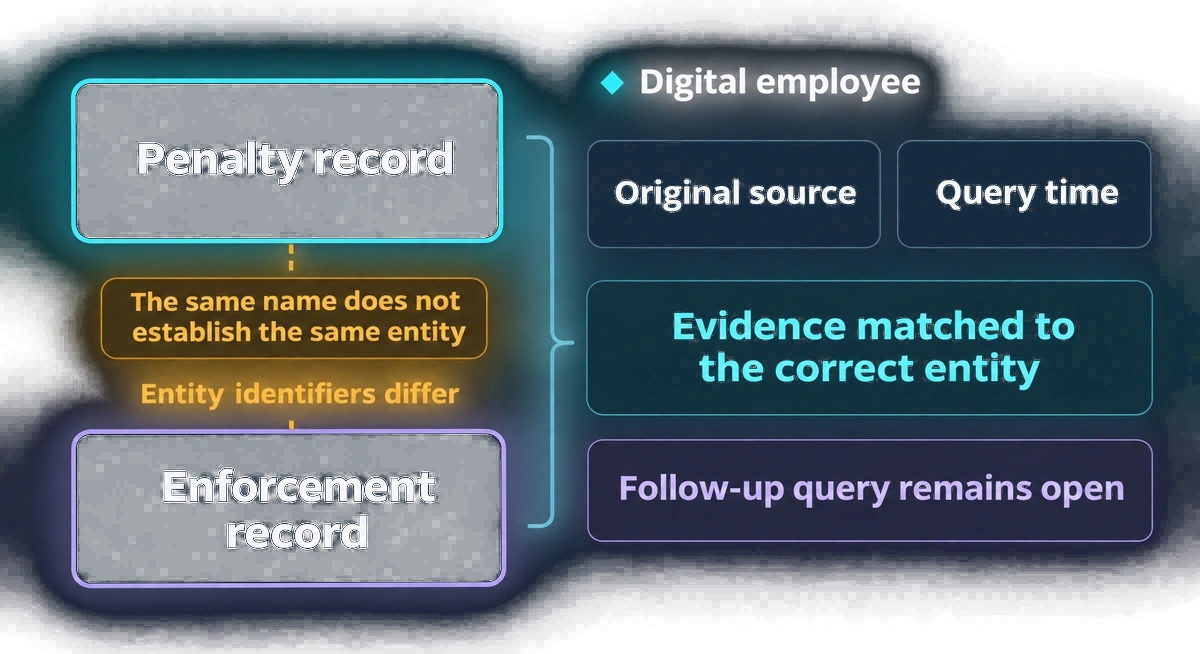 Penalty record
The same name does not
establish the same entity
Entity identifiers differ
Enforcement
record
Digital employee
Original source
Query time
Evidence matched to
the correct entity
Follow-up query remains open